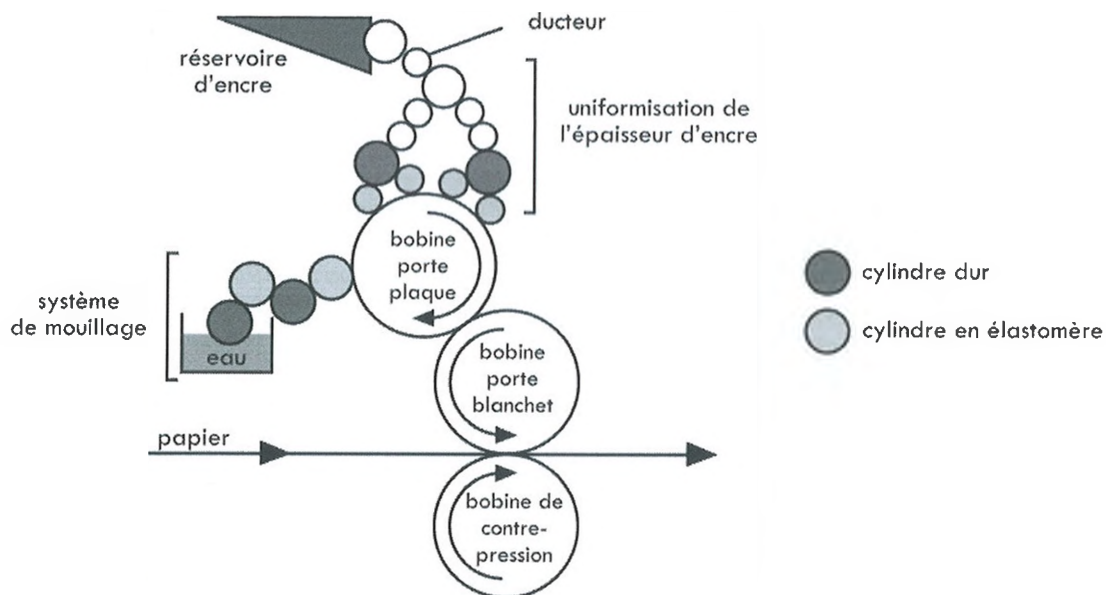 ducteur
réservoire
d'encre
uniformisation de
l'épaisseur d'encre
bobine
porte
plaque
système
de mouillage
eau
cylindre dur
cylindre en élastomère
bobine
porte
blanchet
papier
bobine de
contre-
pression